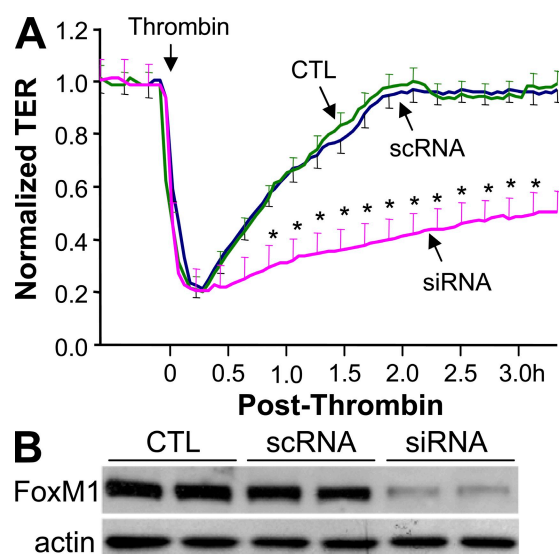 A
Thrombin
Normalized TER
1.2
1.0
0.8
0.6
0.4
0.2
0.0
CTL
scRNA
* * * * * * * * * * * *
siRNA
0 0.5 1.0 1.5 2.0 2.5 3.0h
Post-Thrombin
B
CTL scRNA siRNA
FoxM1
actin